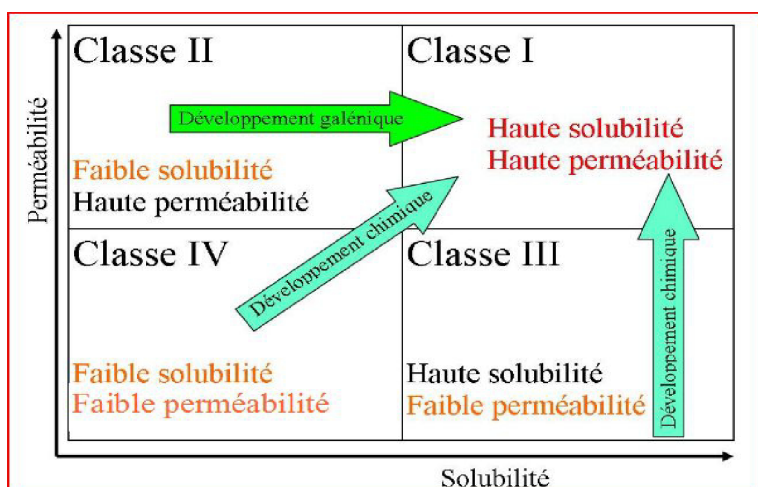 Classe II
Développement galénique
Faible solubilité
Haute perméabilité
Classe I
Haute solubilité
Haute perméabilité
Perméabilité
Classe IV
Développement chimique
Faible solubilité
Faible perméabilité
Classe III
Haute solubilité
Faible perméabilité
Développement chimique
Solubilité